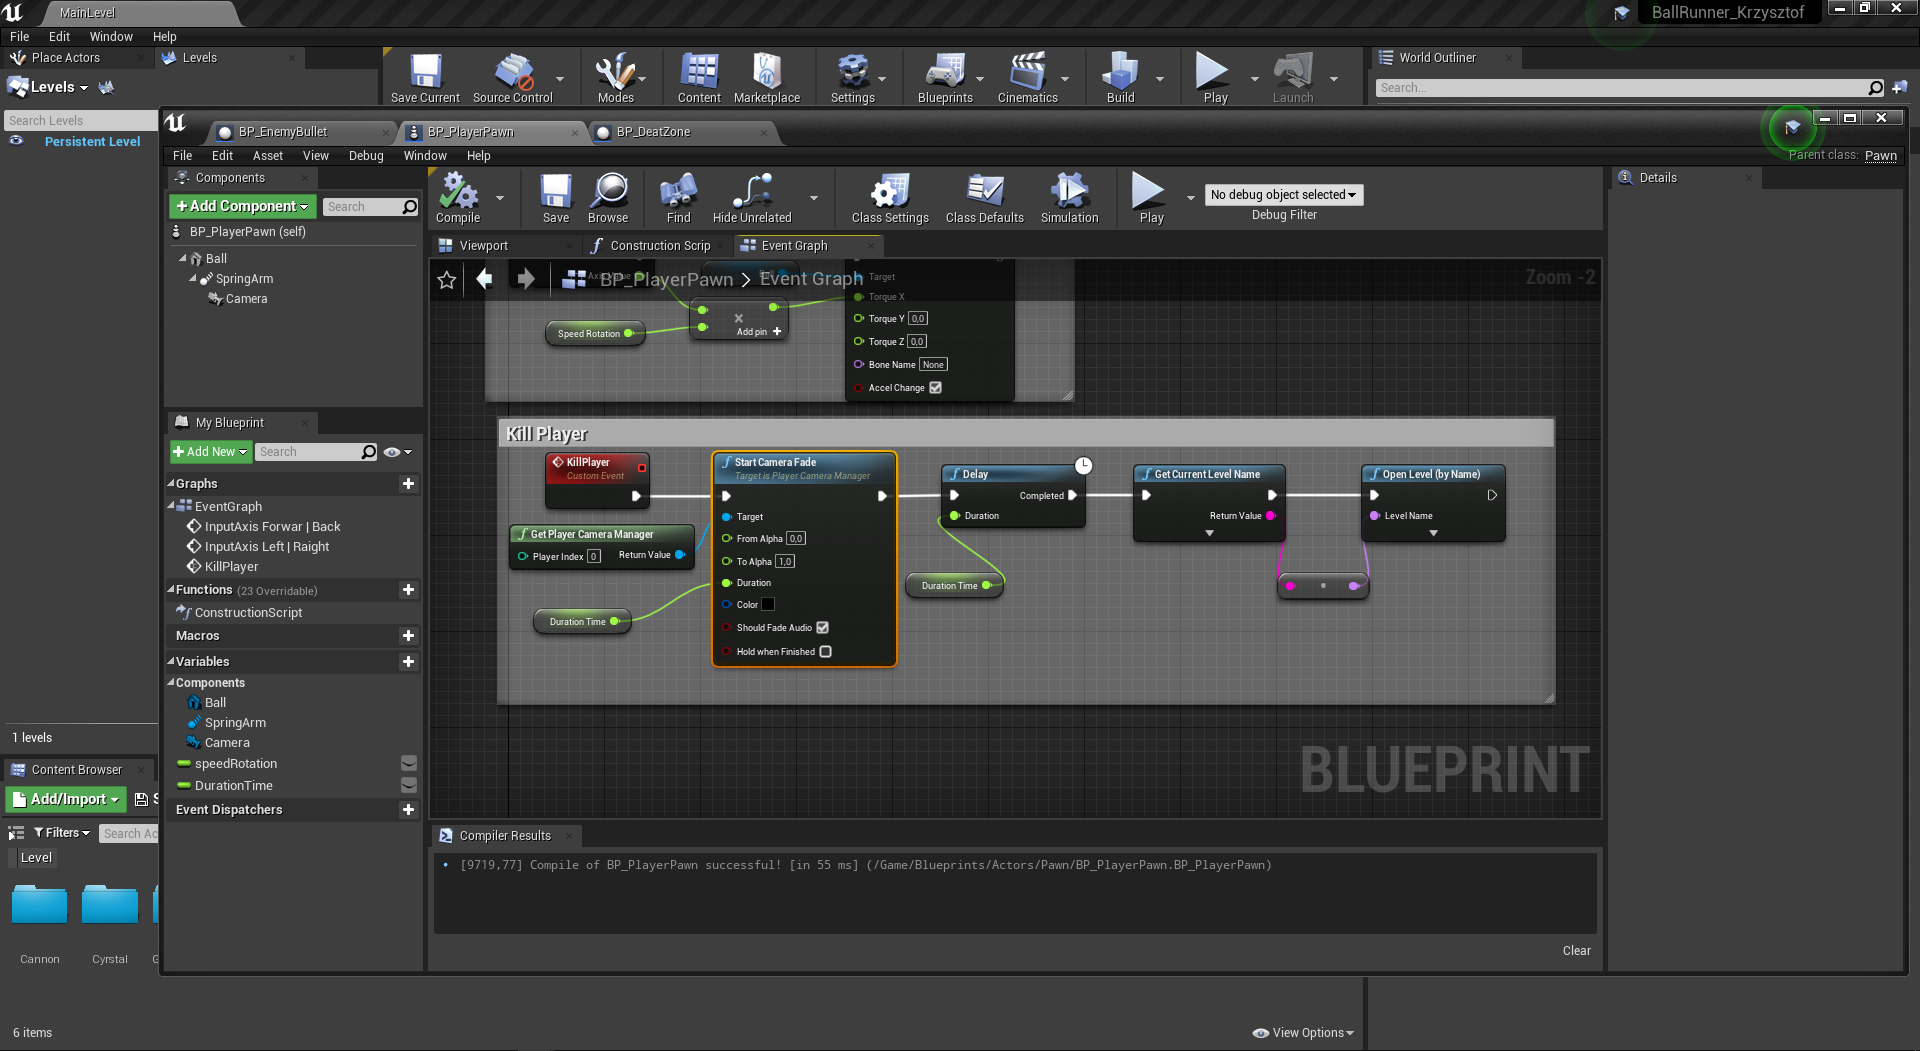 MainLevel
BallRunner_Krzysztof
File Edit Window Help
Place Actors
Levels
World Outliner
Levels
Save Current
Source Control
Modes
Content
Marketplace
Settings
Blueprints
Cinematics
Build
Play
Launch
Search...
Search Levels
Persistent Level
BP_EnemyBullet
BP_PlayerPawn
BP_DeatZone
File Edit Asset View Debug Window Help
Parent class: Pawn
Components
Details
+ Add Component
Search
Compile
Save
Browse
Find
Hide Unrelated
Class Settings
Class Defaults
Simulation
Play
No debug object selected
Debug Filter
BP_PlayerPawn (self)
Ball
SpringArm
Camera
Viewport
Construction Scrip
Event Graph
BP_PlayerPawn > Event Graph
Zoom -2
Axis Value
Target
Torque X
Torque Y 0,0
Torque Z 0,0
Bone Name None
Accel Change
Speed Rotation
Add pin +
My Blueprint
+ Add New
Search
Graphs
EventGraph
InputAxis Forwar | Back
InputAxis Left | Raight
KillPlayer
Functions (23 Overridable)
ConstructionScript
Macros
Variables
Components
Ball
SpringArm
Camera
speedRotation
DurationTime
Event Dispatchers
Kill Player
KillPlayer
Custom Event
Get Player Camera Manager
Player Index 0
Return Value
Duration Time
Start Camera Fade
Target is Player Camera Manager
Target
From Alpha 0,0
To Alpha 1,0
Duration
Color
Should Fade Audio
Hold when Finished
Delay
Completed
Duration
Duration Time
Get Current Level Name
Return Value
Open Level (by Name)
Level Name
BLUEPRINT
1 levels
Content Browser
Add/Import
Filters
Search Ac
Level
Cannon
Cyrstal
Compiler Results
[9719,77] Compile of BP_PlayerPawn successful! [in 55 ms] (/Game/Blueprints/Actors/Pawn/BP_PlayerPawn.BP_PlayerPawn)
Clear
6 items
View Options